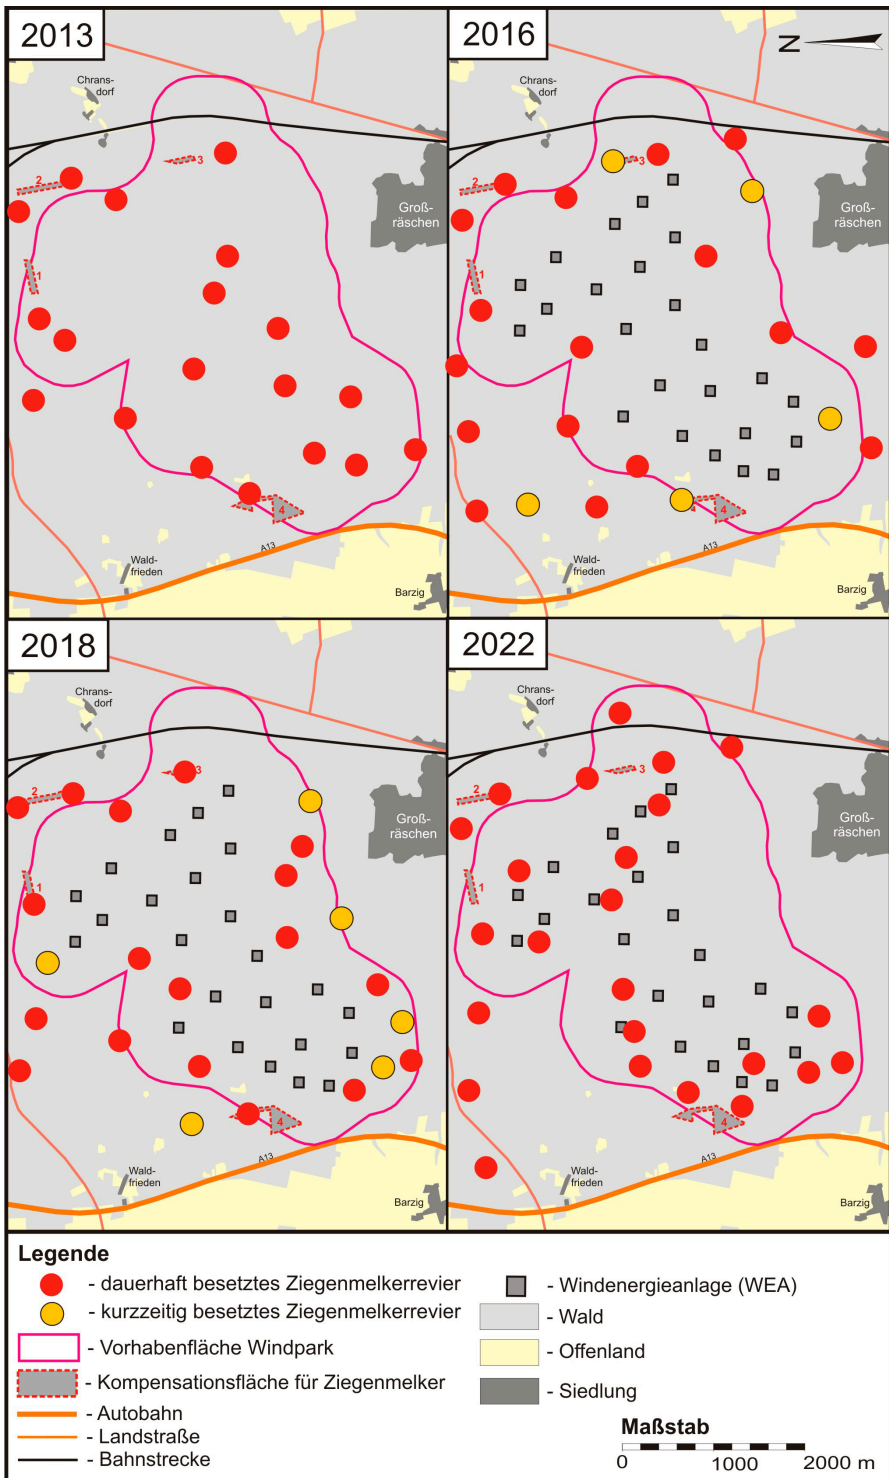 2013
Chrans-
dorf
2
3
1
Groß-
räschen
4
A13
Wald-
frieden
Barzig
2016
N
Chrans-
dorf
2
3
1
Groß-
räschen
4
A13
Wald-
frieden
Barzig
2018
Chrans-
dorf
2
3
1
Groß-
räschen
4
A13
Wald-
frieden
Barzig
2022
Chrans-
dorf
2
3
1
Groß-
räschen
4
A13
Wald-
frieden
Barzig
Legende
- dauerhaft besetztes Ziegenmelkerrevier
- kurzzeitig besetztes Ziegenmelkerrevier
- Vorhabenfläche Windpark
- Kompensationsfläche für Ziegenmelker
- Autobahn
- Landstraße
- Bahnstrecke
- Windenergieanlage (WEA)
- Wald
- Offenland
- Siedlung
Maßstab
0 1000 2000 m